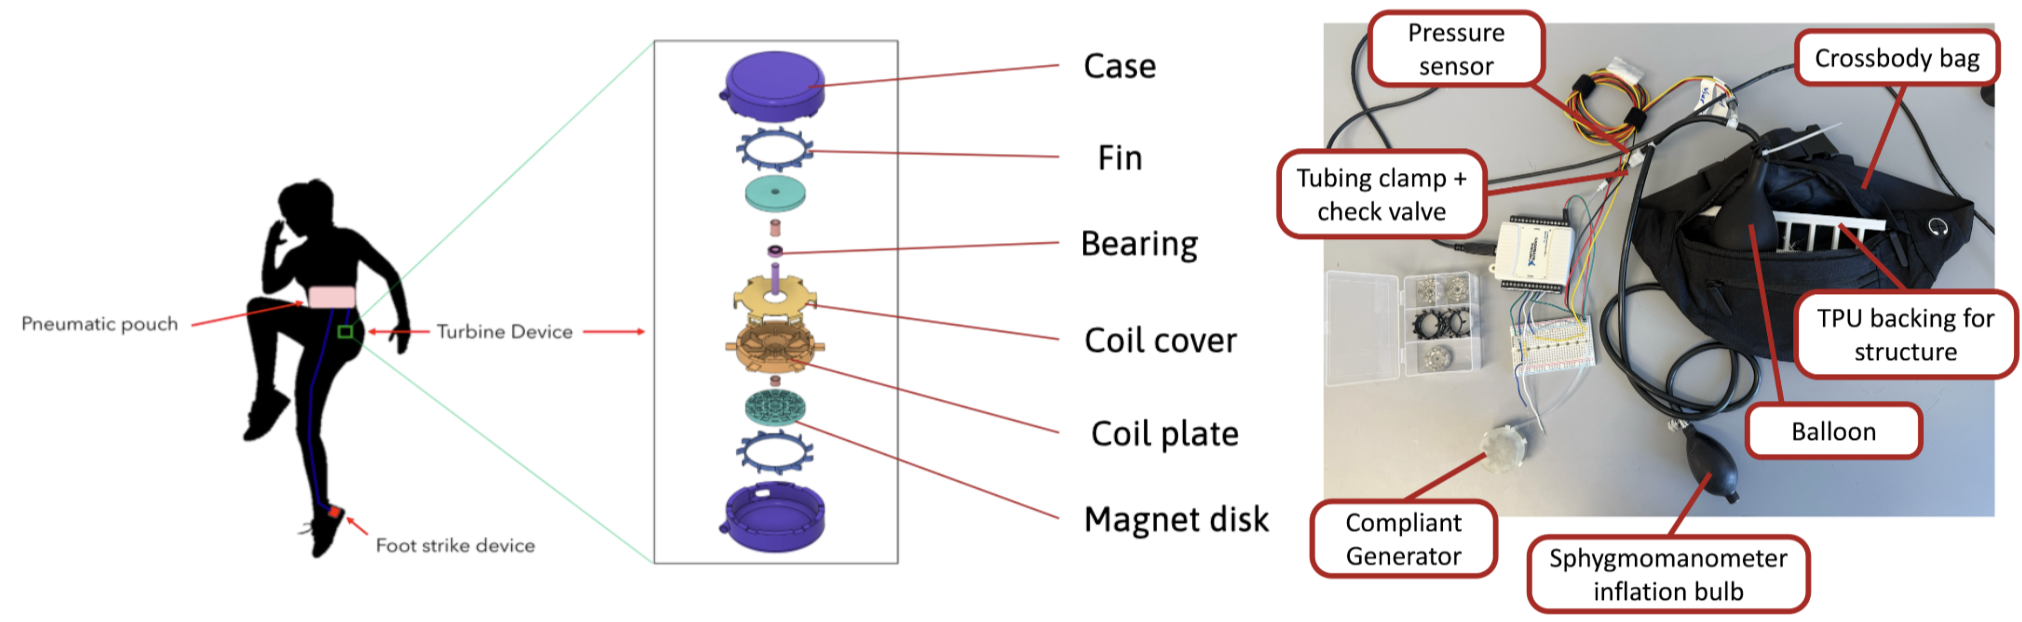 Pneumatic pouch
Turbine Device
Foot strike device
Case
Fin
Bearing
Coil cover
Coil plate
Magnet disk
Pressure
sensor
Crossbody bag
Tubing clamp +
check valve
TPU backing for
structure
Balloon
Compliant
Generator
Sphygmomanometer
inflation bulb